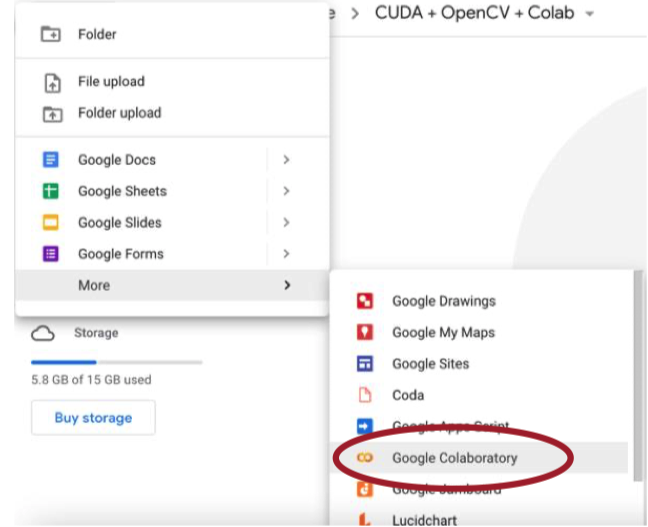 e > CUDA + OpenCV + Colab
Folder
File upload
Folder upload
Google Docs
Google Sheets
Google Slides
Google Forms
More
Storage
5.8 GB of 15 GB used
Buy storage
Google Drawings
Google My Maps
Google Sites
Coda
Google Apps Script
Google Colaboratory
Google Jamboard
Lucidchart